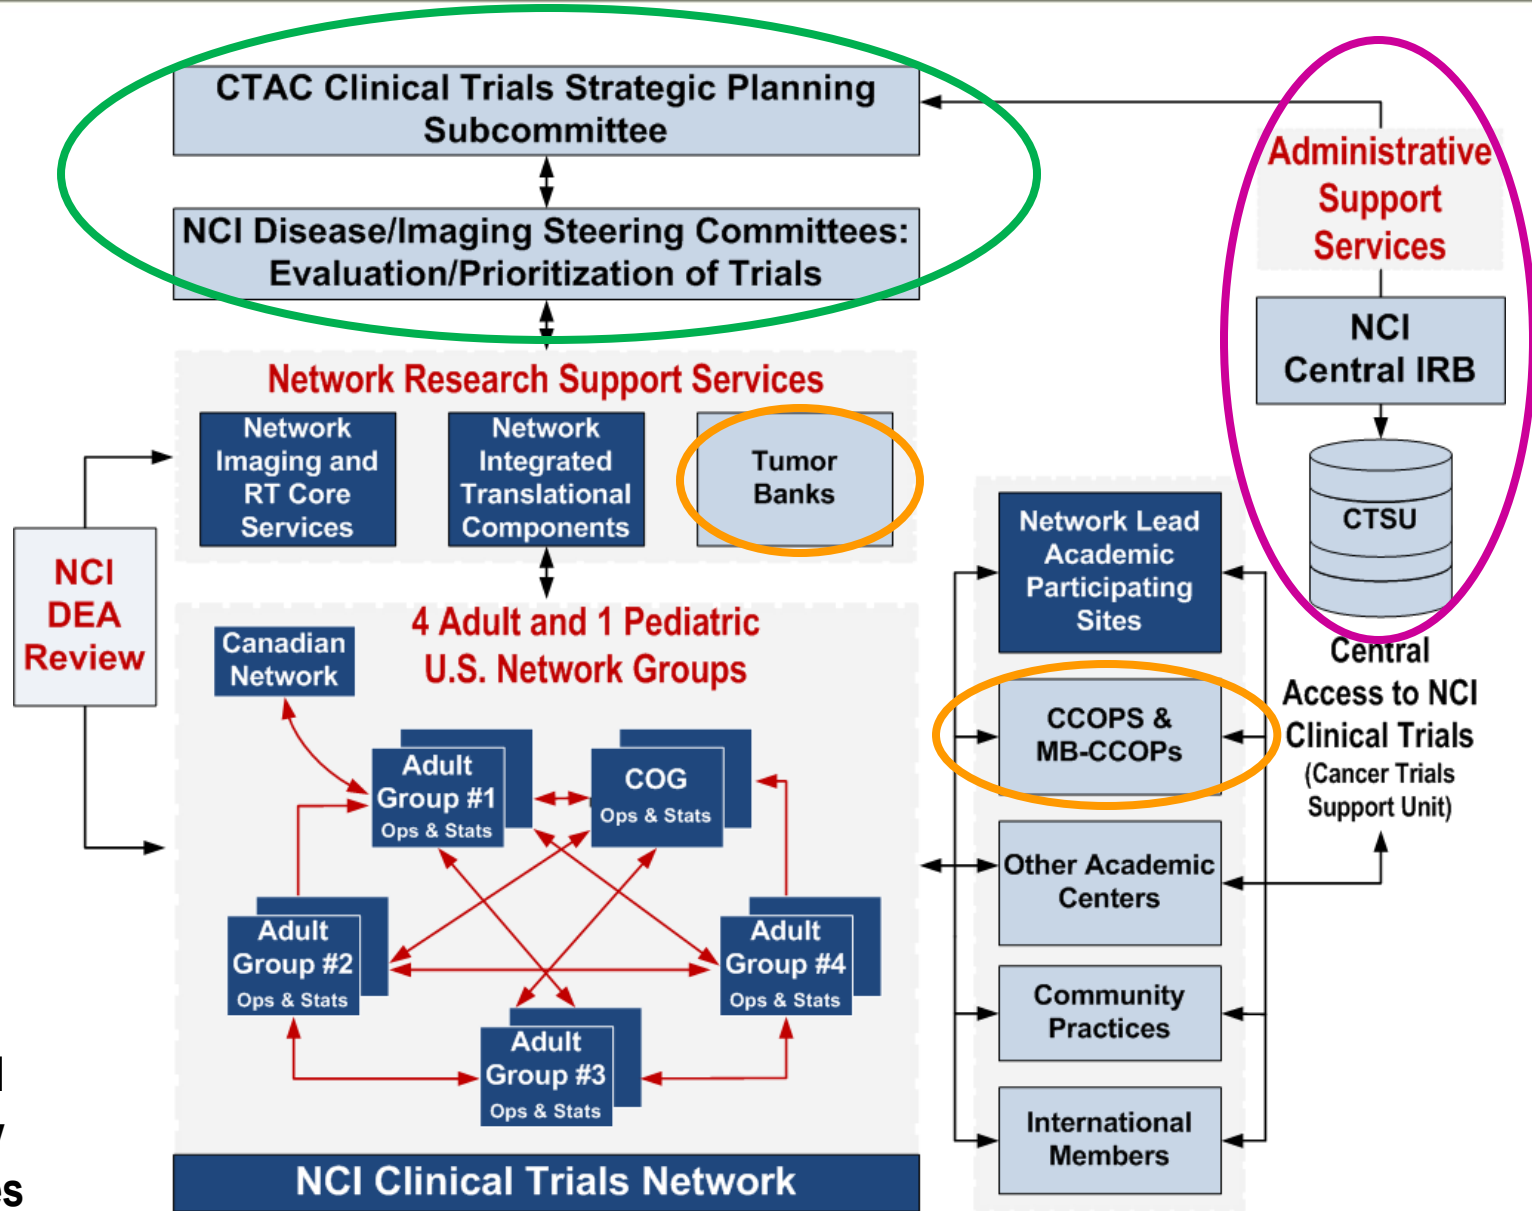 CTAC Clinical Trials Strategic Planning
Subcommittee
NCI Disease/Imaging Steering Committees:
Evaluation/Prioritization of Trials
Administrative
Support
Services
NCI
Central IRB
CTSU
Central
Access to NCI
Clinical Trials
(Cancer Trials
Support Unit)
Network Research Support Services
Network
Imaging and
RT Core
Services
Network
Integrated
Translational
Components
Tumor
Banks
NCI
DEA
Review
4 Adult and 1 Pediatric
U.S. Network Groups
Canadian
Network
Adult
Group #1
Ops & Stats
COG
Ops & Stats
Adult
Group #2
Ops & Stats
Adult
Group #4
Ops & Stats
Adult
Group #3
Ops & Stats
NCI Clinical Trials Network
Network Lead
Academic
Participating
Sites
CCOPS &
MB-CCOPs
Other Academic
Centers
Community
Practices
International
Members